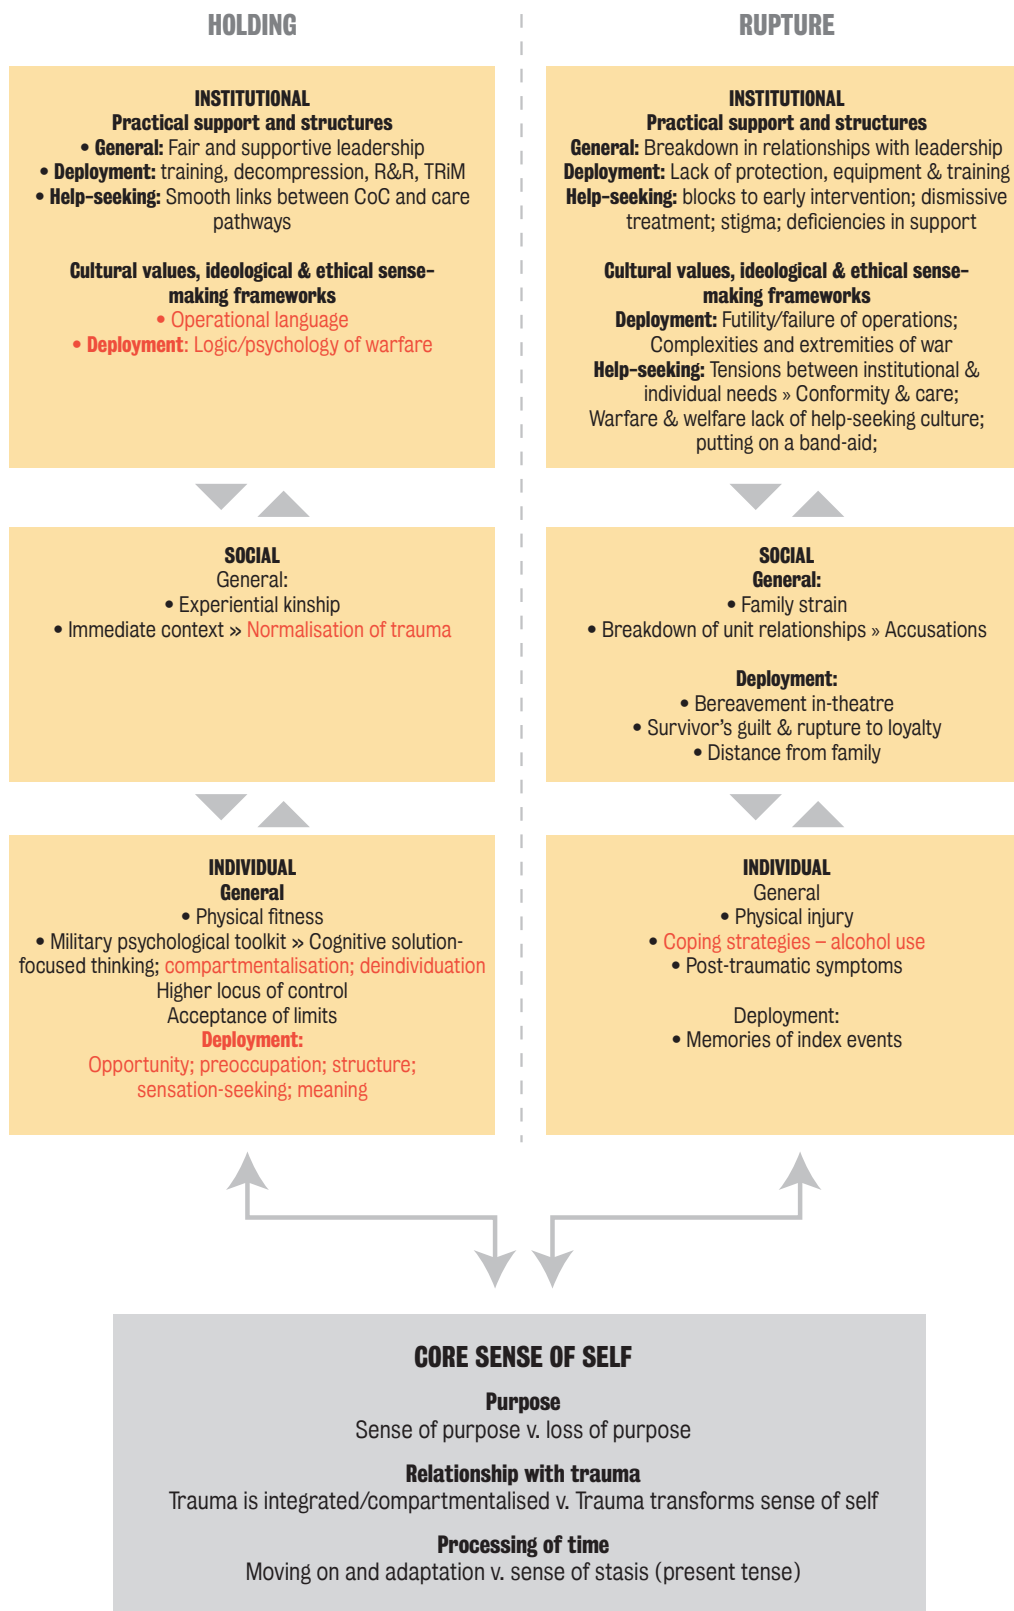 HOLDING
INSTITUTIONAL
Practical support and structures
• General: Fair and supportive leadership
• Deployment: training, decompression, R&R, TRiM
• Help-seeking: Smooth links between CoC and care
pathways
Cultural values, ideological & ethical sense-
making frameworks
• Operational language
• Deployment: Logic/psychology of warfare
SOCIAL
General:
• Experiential kinship
• Immediate context » Normalisation of trauma
INDIVIDUAL
General
• Physical fitness
• Military psychological toolkit » Cognitive solution-
focused thinking; compartmentalisation; deindividuation
Higher locus of control
Acceptance of limits
Deployment:
Opportunity; preoccupation; structure;
sensation-seeking; meaning
RUPTURE
INSTITUTIONAL
Practical support and structures
General: Breakdown in relationships with leadership
Deployment: Lack of protection, equipment & training
Help-seeking: blocks to early intervention; dismissive
treatment; stigma; deficiencies in support
Cultural values, ideological & ethical sense-
making frameworks
Deployment: Futility/failure of operations;
Complexities and extremities of war
Help-seeking: Tensions between institutional &
individual needs » Conformity & care;
Warfare & welfare lack of help-seeking culture;
putting on a band-aid;
SOCIAL
General:
• Family strain
• Breakdown of unit relationships » Accusations
Deployment:
• Bereavement in-theatre
• Survivor's guilt & rupture to loyalty
• Distance from family
INDIVIDUAL
General
• Physical injury
• Coping strategies – alcohol use
• Post-traumatic symptoms
Deployment:
• Memories of index events
CORE SENSE OF SELF
Purpose
Sense of purpose v. loss of purpose
Relationship with trauma
Trauma is integrated/compartmentalised v. Trauma transforms sense of self
Processing of time
Moving on and adaptation v. sense of stasis (present tense)